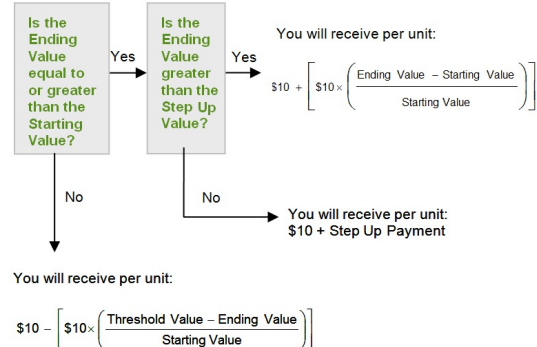 Is the
Ending
Value
equal to
or greater
than the
Starting
Value?
Yes
Is the
Ending
Value
greater
than the
Step Up
Value?
Yes
You will receive per unit:
$10 + [ $10 × ( Ending Value – Starting Value
Starting Value ) ]
No
No
You will receive per unit:
$10 + Step Up Payment
You will receive per unit:
$10 – [ $10× ( Threshold Value – Ending Value
Starting Value ) ]